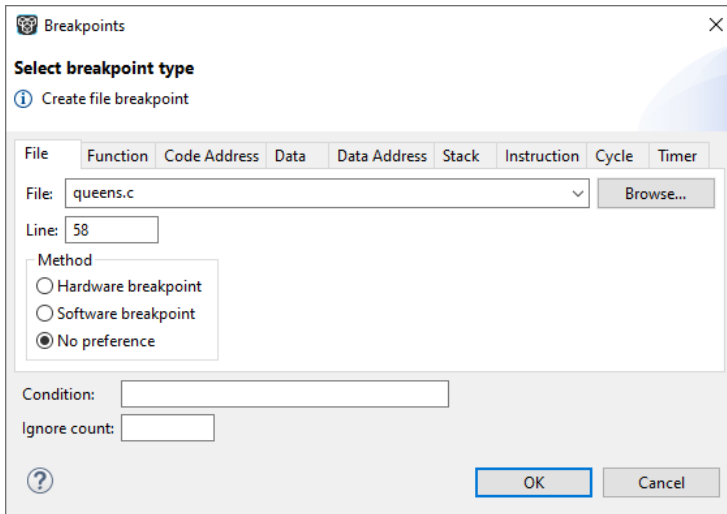 Breakpoints
Select breakpoint type
Create file breakpoint
File Function Code Address Data Data Address Stack Instruction Cycle Timer
File: queens.c Browse...
Line: 58
Method
Hardware breakpoint
Software breakpoint
No preference
Condition:
Ignore count:
? OK Cancel